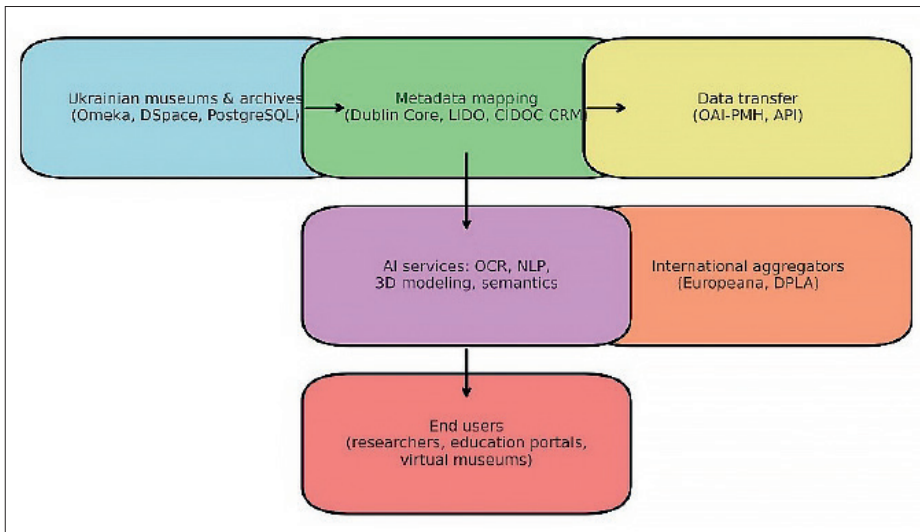 Ukrainian museums & archives
(Omeka, DSpace, PostgreSQL)
Metadata mapping
(Dublin Core, LIDO, CIDOC CRM)
Data transfer
(OAI-PMH, API)
AI services: OCR, NLP,
3D modeling, semantics
International aggregators
(Europeana, DPLA)
End users
(researchers, education portals,
virtual museums)